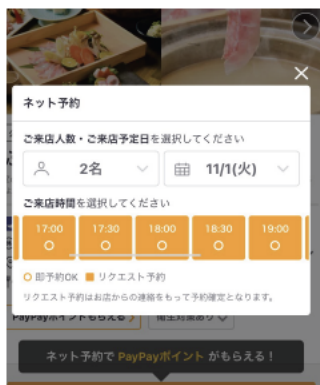 ネット予約
ご来店人数・ご来店予定日を選択してください
2名
11/1(火)
ご来店時間を選択してください
17:00 17:30 18:00 18:30 19:00
即予約OK リクエスト予約
リクエスト予約はお店からの連絡をもって予約確定となります。
PayPayポイントもらえる 衛生対策あり
ネット予約で PayPayポイント がもらえる！